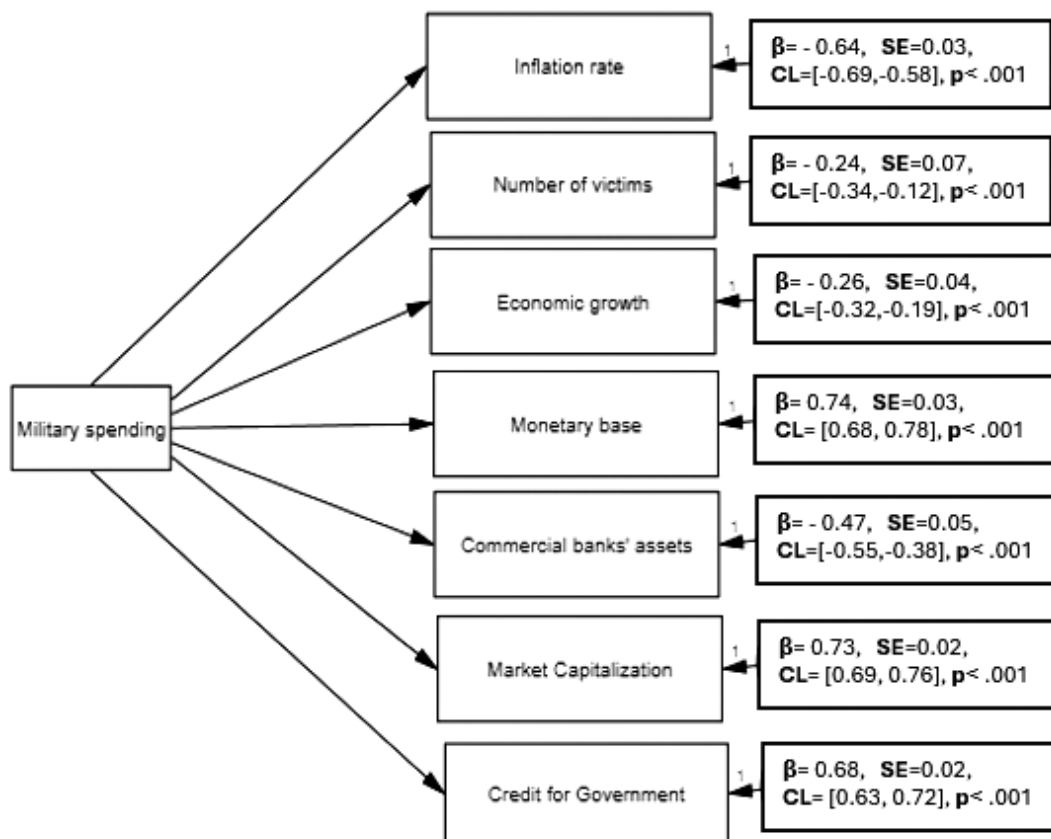 Inflation rate
1
β= - 0.64, SE=0.03,
CL=[-0.69,-0.58], p< .001
Number of victims
1
β= - 0.24, SE=0.07,
CL=[-0.34,-0.12], p< .001
Economic growth
1
β= - 0.26, SE=0.04,
CL=[-0.32,-0.19], p< .001
Military spending
Monetary base
1
β= 0.74, SE=0.03,
CL= [0.68, 0.78], p< .001
Commercial banks' assets
1
β= - 0.47, SE=0.05,
CL=[-0.55,-0.38], p< .001
Market Capitalization
1
β= 0.73, SE=0.02,
CL= [0.69, 0.76], p< .001
Credit for Government
1
β= 0.68, SE=0.02,
CL= [0.63, 0.72], p< .001